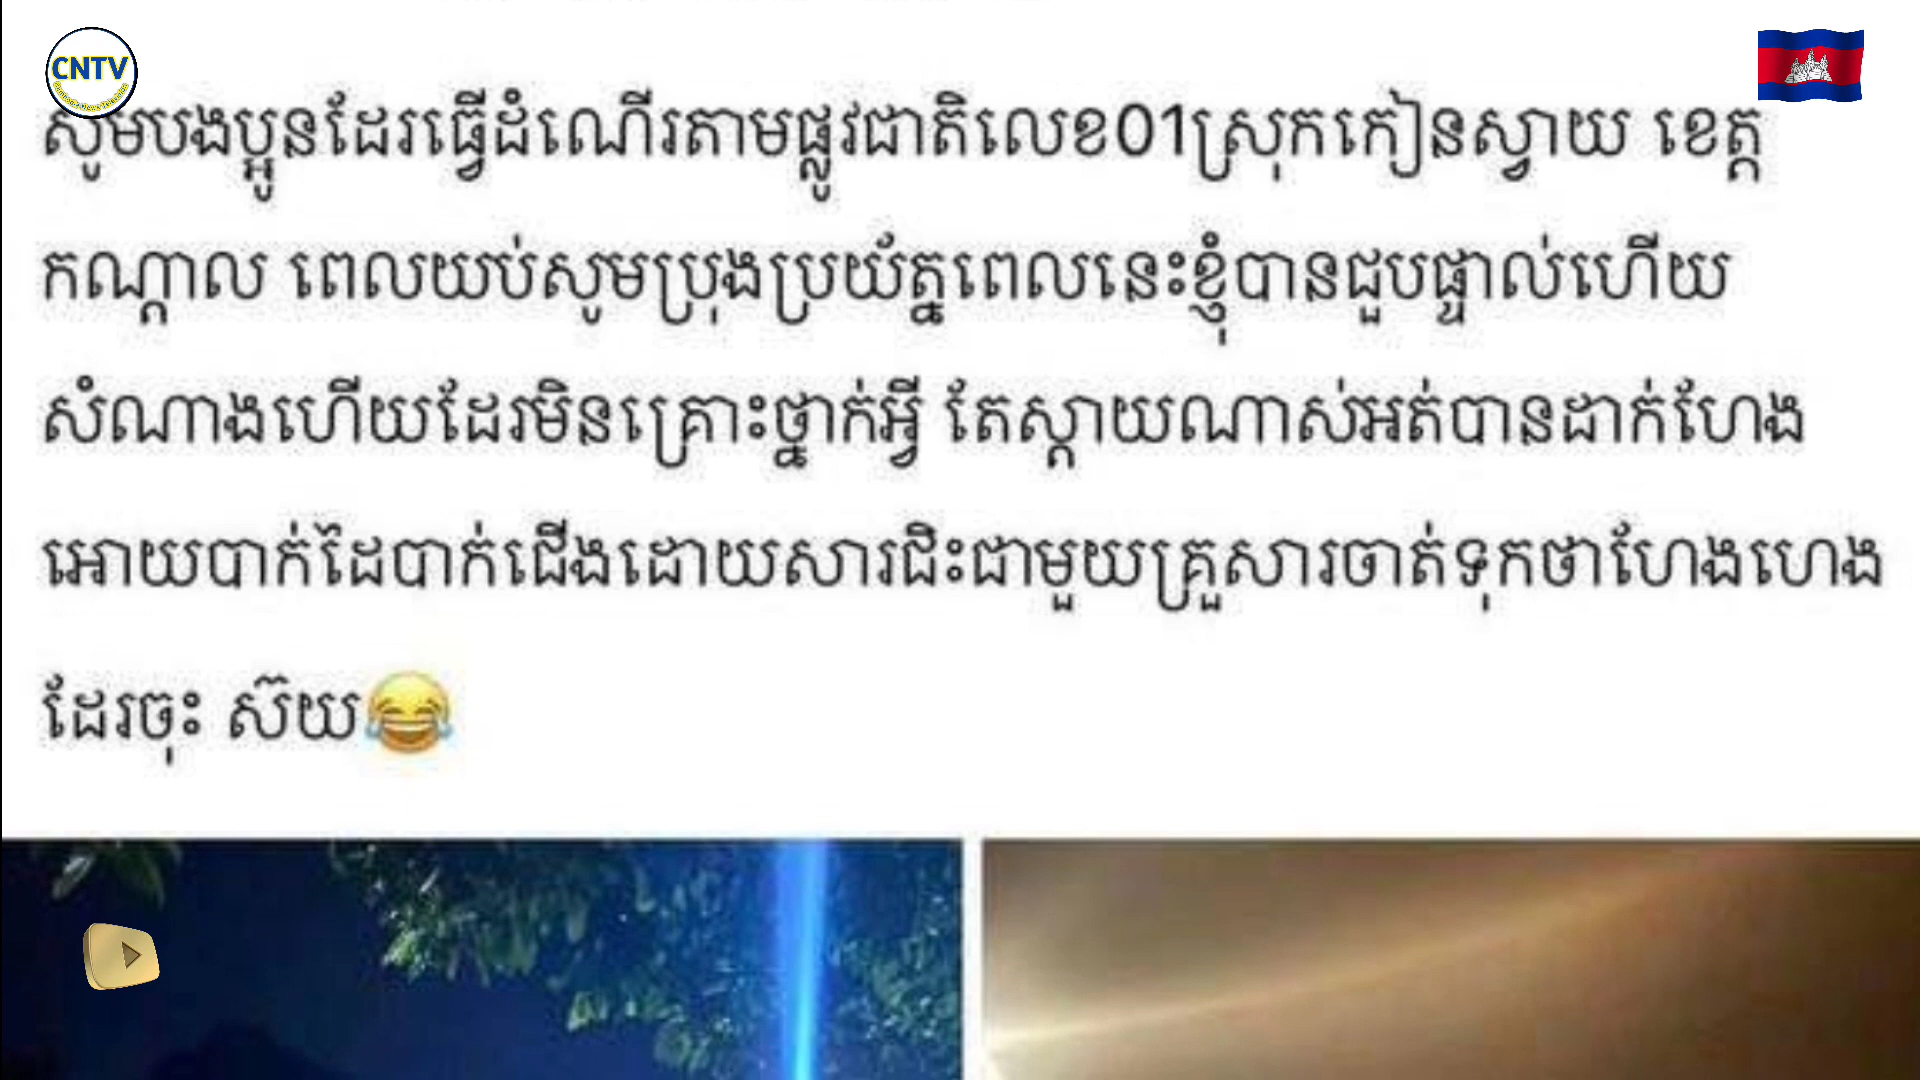 CNTV
សូមបងប្អូនដែរធ្វើដំណើរតាមផ្លូវជាតិលេខ01ស្រុកកៀនស្វាយ ខេត្ត
កណ្តាល ពេលយប់សូមប្រុងប្រយ័ត្នពេលនេះខ្ញុំបានជួបផ្ទាល់ហើយ
សំណាងហើយដែរមិនគ្រោះថ្នាក់អ្វី តែស្តាយណាស់អត់បានដាក់ហែង
អោយបាក់ដៃបាក់ជើងដោយសារជិះជាមួយគ្រួសារចាត់ទុកថាហែងហេង
ដែរចុះ ស៊យ😂